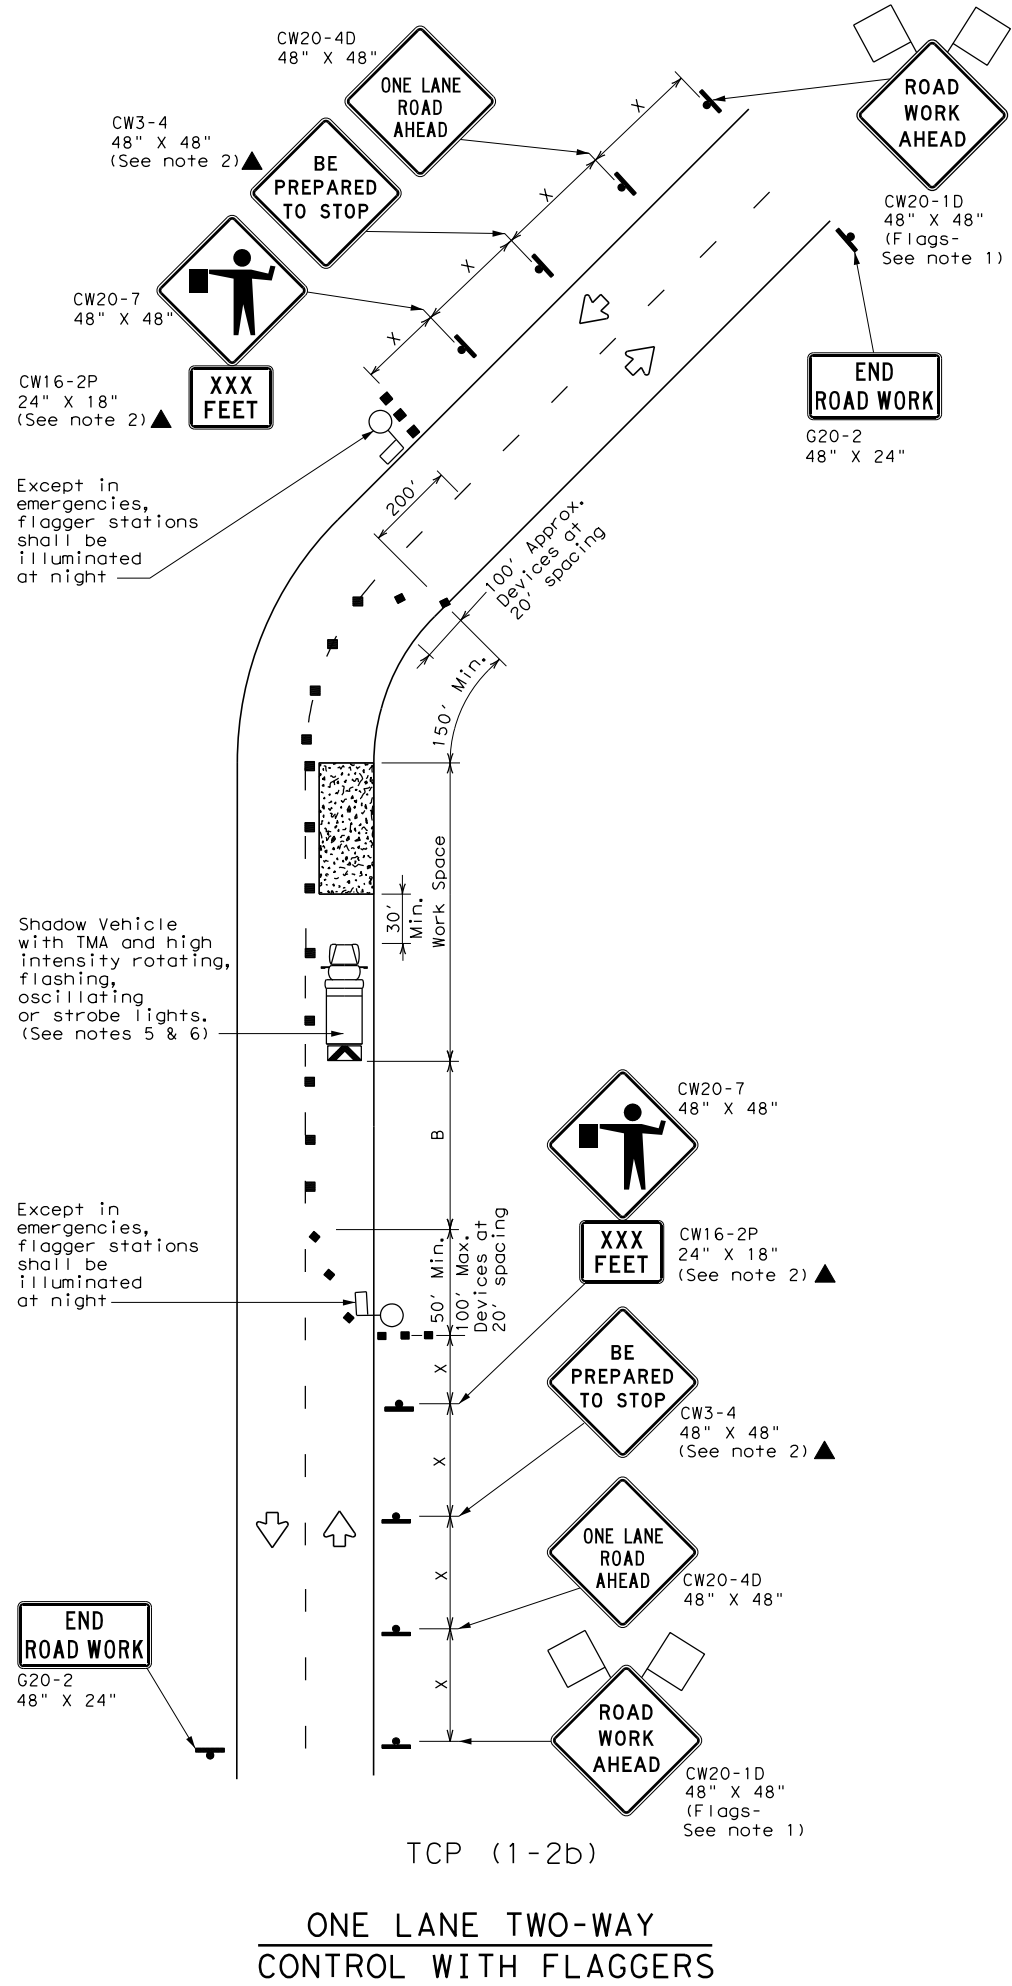 CW20-4D
48" X 48"
ONE LANE
ROAD
AHEAD
CW3-4
48" X 48"
(See note 2)
BE
PREPARED
TO STOP
CW20-7
48" X 48"
CW16-2P
24" X 18"
(See note 2)
XXX
FEET
X
X
X
X
ROAD
WORK
AHEAD
CW20-1D
48" X 48"
(Flags-
See note 1)
END
ROAD WORK
G20-2
48" X 24"
Except in
emergencies,
flagger stations
shall be
illuminated
at night
200'
100' Approx.
Devices at
20' spacing
150' Min.
Work Space
30'
Min.
Shadow Vehicle
with TMA and high
intensity rotating,
flashing,
oscillating
or strobe lights.
(See notes 5 & 6)
B
CW20-7
48" X 48"
XXX
FEET
CW16-2P
24" X 18"
(See note 2)
Except in
emergencies,
flagger stations
shall be
illuminated
at night
50' Min.
100' Max.
Devices at
20' spacing
X
X
X
X
BE
PREPARED
TO STOP
CW3-4
48" X 48"
(See note 2)
ONE LANE
ROAD
AHEAD
CW20-4D
48" X 48"
END
ROAD WORK
G20-2
48" X 24"
ROAD
WORK
AHEAD
CW20-1D
48" X 48"
(Flags-
See note 1)
TCP (1-2b)
ONE LANE TWO-WAY
CONTROL WITH FLAGGERS